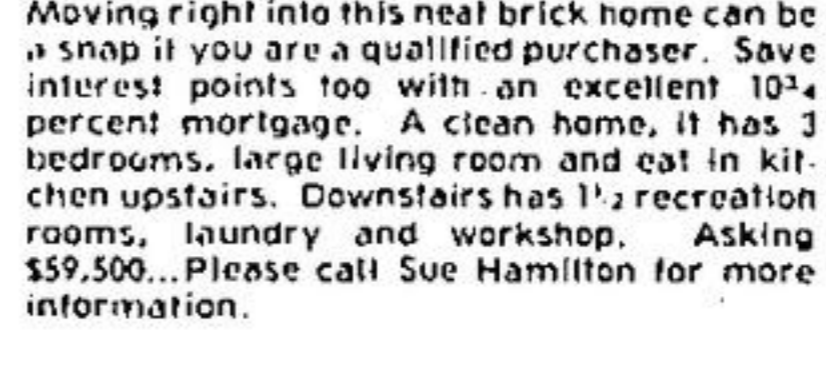 Moving right into this neat brick home can be
a snap if you are a qualified purchaser. Save
interest points too with an excellent 10¾
percent mortgage. A clean home, it has 3
bedrooms, large living room and eat in kit-
chen upstairs. Downstairs has 1½ recreation
rooms, laundry and workshop. Asking
$59,500...Please call Sue Hamilton for more
information.